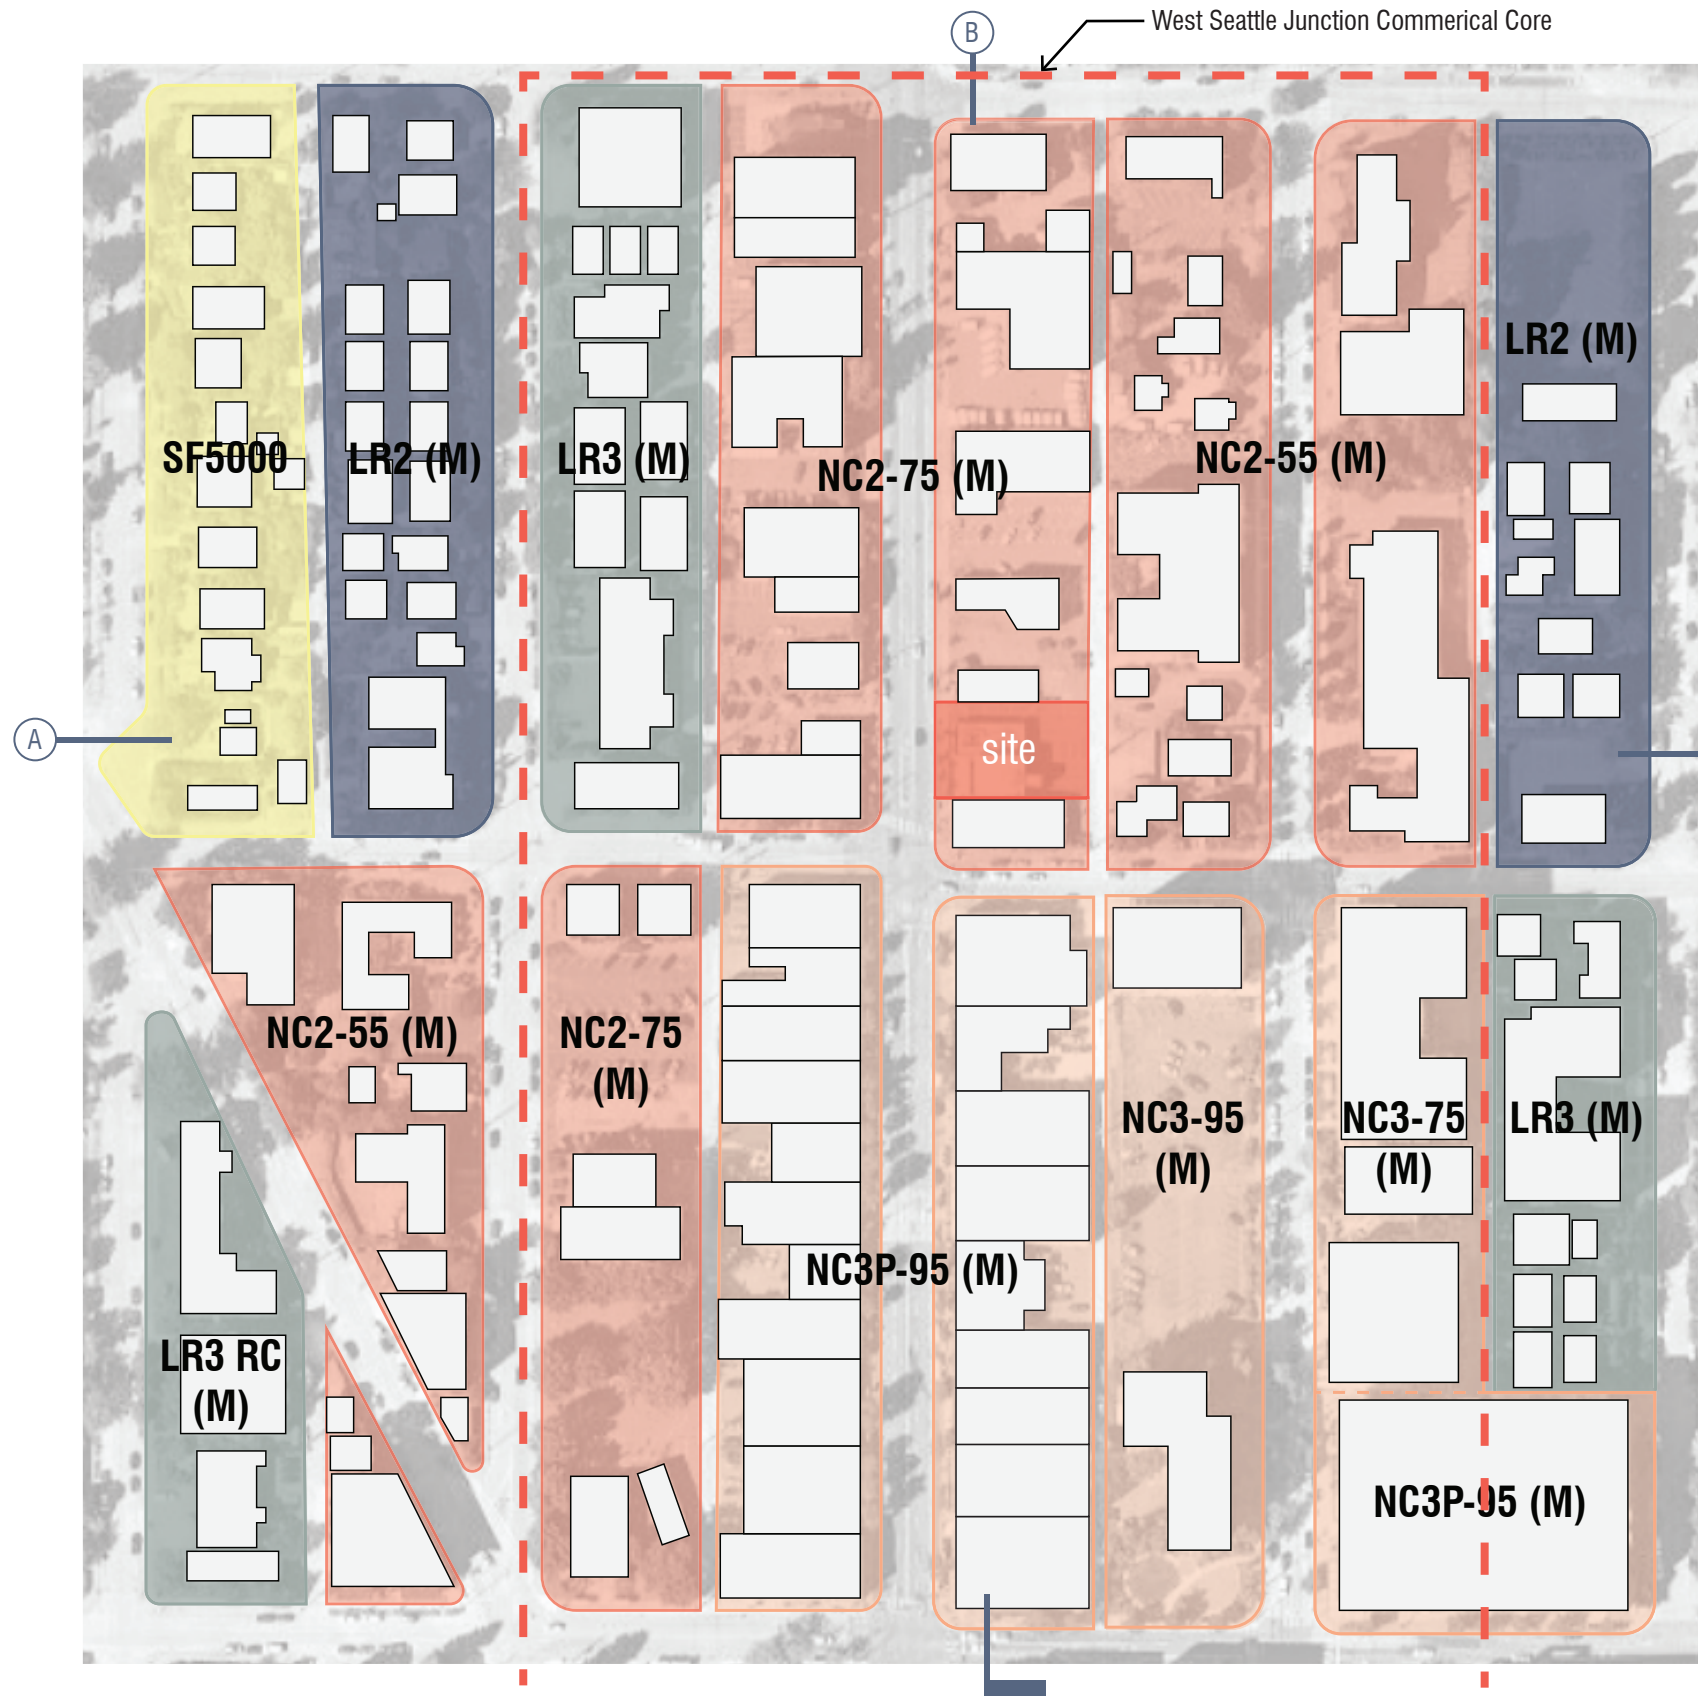 B
West Seattle Junction Commerical Core
LR2 (M)
SF5000
LR2 (M)
LR3 (M)
NC2-75 (M)
NC2-55 (M)
A
site
NC2-55 (M)
NC2-75
(M)
NC3-95
(M)
NC3-75
(M)
LR3 (M)
NC3P-95 (M)
LR3 RC
(M)
NC3P-95 (M)